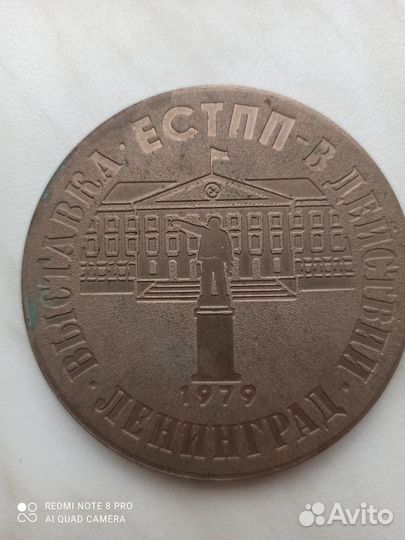 ВЫСТАВКА · ЕСТПП - В ДЕЙСТВИИ · ЛЕНИНГРАД ·
1979
REDMI NOTE 8 PRO
AI QUAD CAMERA
Avito